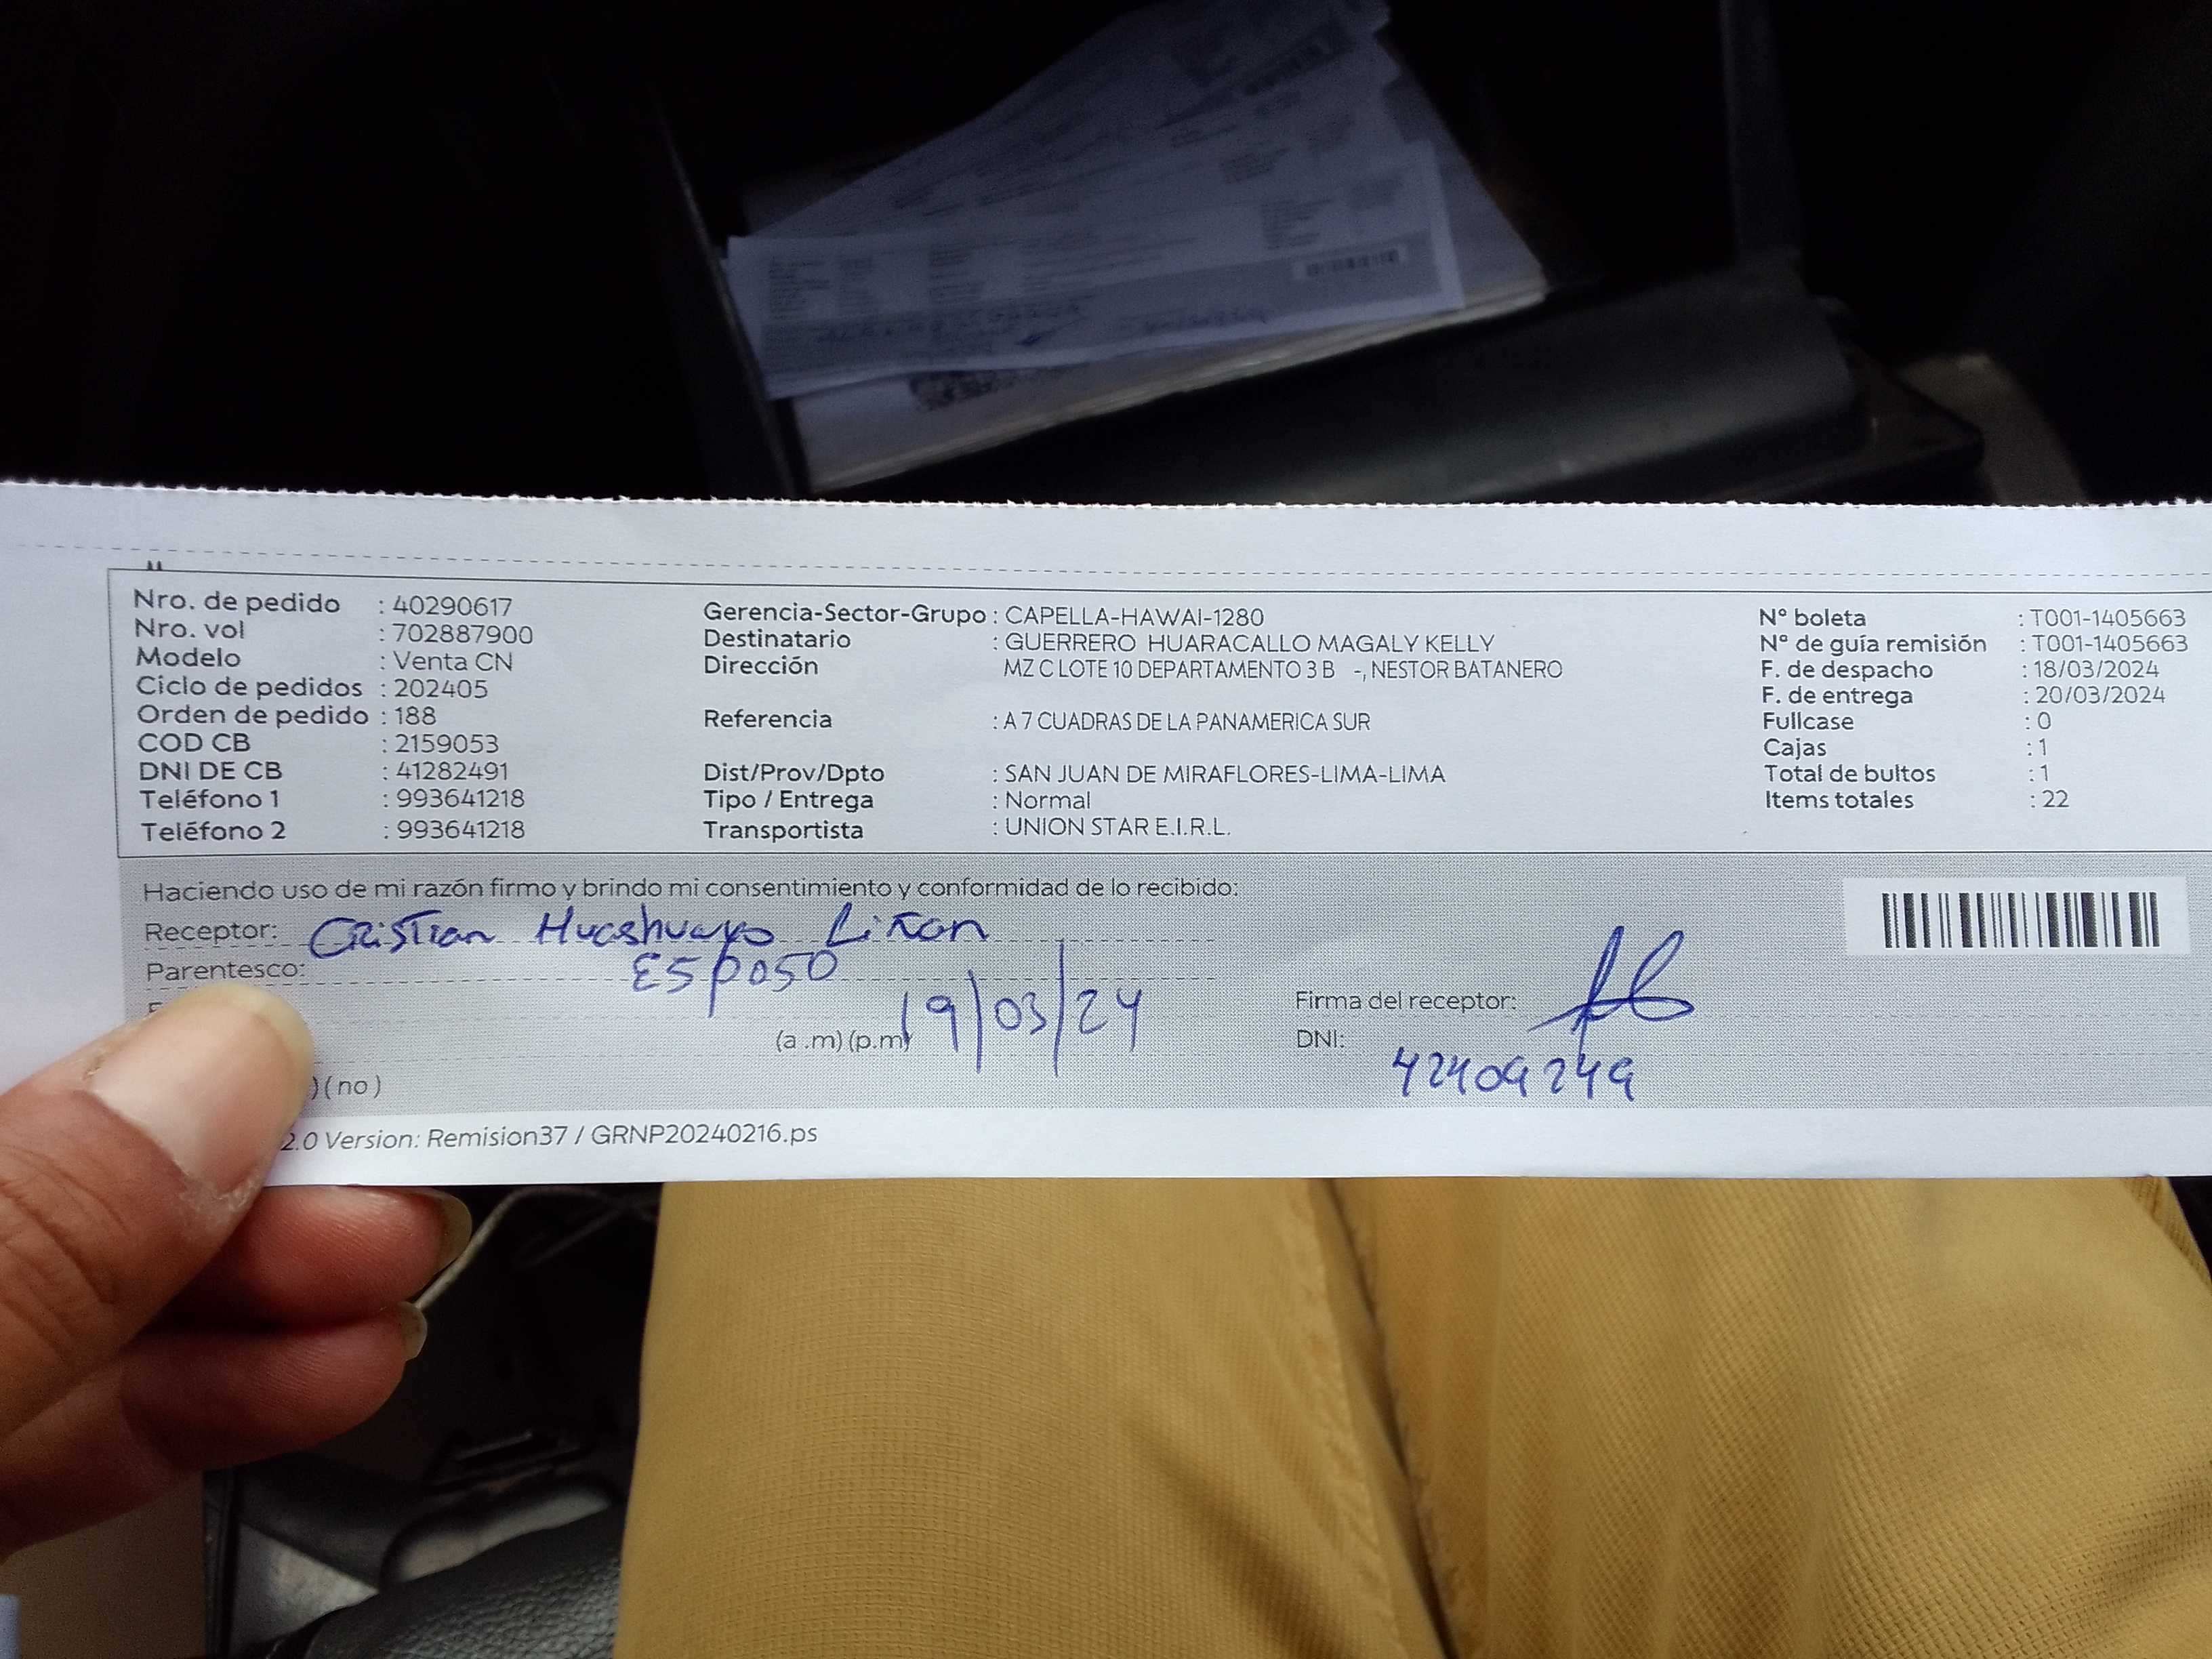 Nro. de pedido : 40290617
Nro. vol : 702887900
Modelo : Venta CN
Ciclo de pedidos : 202405
Orden de pedido : 188
COD CB : 2159053
DNI DE CB : 41282491
Teléfono 1 : 993641218
Teléfono 2 : 993641218
Gerencia-Sector-Grupo : CAPELLA-HAWAI-1280
Destinatario : GUERRERO HUARACALLO MAGALY KELLY
Dirección MZ C LOTE 10 DEPARTAMENTO 3 B -, NESTOR BATANERO
Referencia : A 7 CUADRAS DE LA PANAMERICA SUR
Dist/Prov/Dpto : SAN JUAN DE MIRAFLORES-LIMA-LIMA
Tipo / Entrega : Normal
Transportista : UNION STAR E.I.R.L.
Nº boleta : T001-1405663
Nº de guía remisión : T001-1405663
F. de despacho : 18/03/2024
F. de entrega : 20/03/2024
Fullcase : 0
Cajas : 1
Total de bultos : 1
Items totales : 22
Haciendo uso de mi razón firmo y brindo mi consentimiento y conformidad de lo recibido:
Receptor: Cristian Huashuayo Liñan
Parentesco: Esposo
(a .m) (p.m) 19/03/24
) ( no )
Firma del receptor:
DNI: 42409249
2.0 Version: Remision37 / GRNP20240216.ps